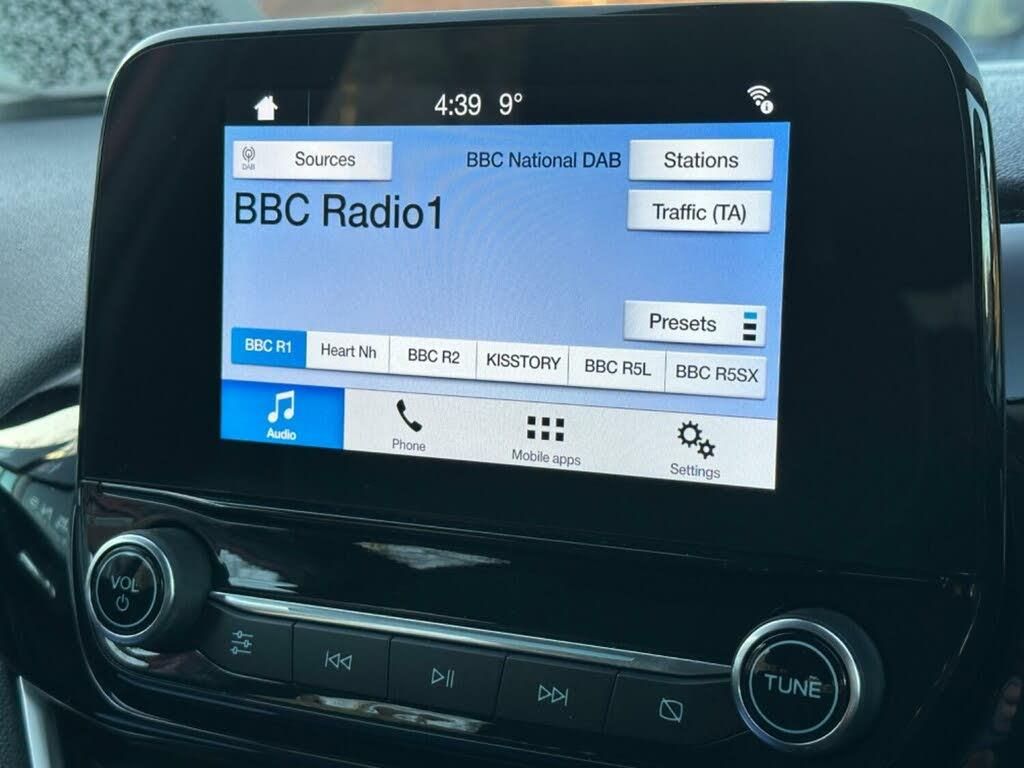 4:39 9°
DAB
Sources
BBC National DAB
Stations
BBC Radio1
Traffic (TA)
Presets
BBC R1
Heart Nh
BBC R2
KISSTORY
BBC R5L
BBC R5SX
Audio
Phone
Mobile apps
Settings
VOL
TUNE